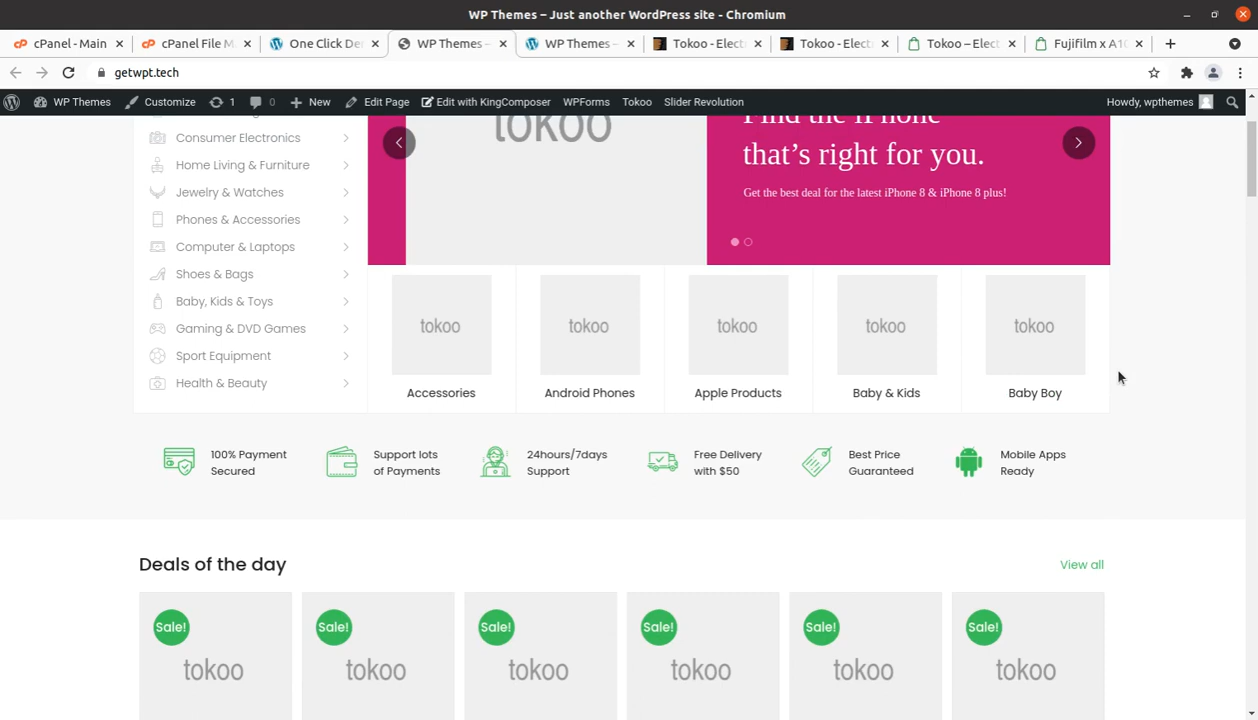 WP Themes – Just another WordPress site - Chromium
cPanel - Main
cPanel File M
One Click De
WP Themes –
WP Themes –
Tokoo - Elect
Tokoo - Elect
Tokoo – Elec
Fujifilm x A10
getwpt.tech
WP Themes
Customize
1
0
New
Edit Page
Edit with KingComposer
WPForms
Tokoo
Slider Revolution
Howdy, wpthemes
Consumer Electronics
Home Living & Furniture
Jewelry & Watches
Phones & Accessories
Computer & Laptops
Shoes & Bags
Baby, Kids & Toys
Gaming & DVD Games
Sport Equipment
Health & Beauty
tokoo
Find the iPhone
that's right for you.
Get the best deal for the latest iPhone 8 & iPhone 8 plus!
tokoo
tokoo
tokoo
tokoo
tokoo
Accessories
Android Phones
Apple Products
Baby & Kids
Baby Boy
100% Payment
Secured
Support lots
of Payments
24hours/7days
Support
Free Delivery
with $50
Best Price
Guaranteed
Mobile Apps
Ready
Deals of the day
View all
Sale!
Sale!
Sale!
Sale!
Sale!
Sale!
tokoo
tokoo
tokoo
tokoo
tokoo
tokoo